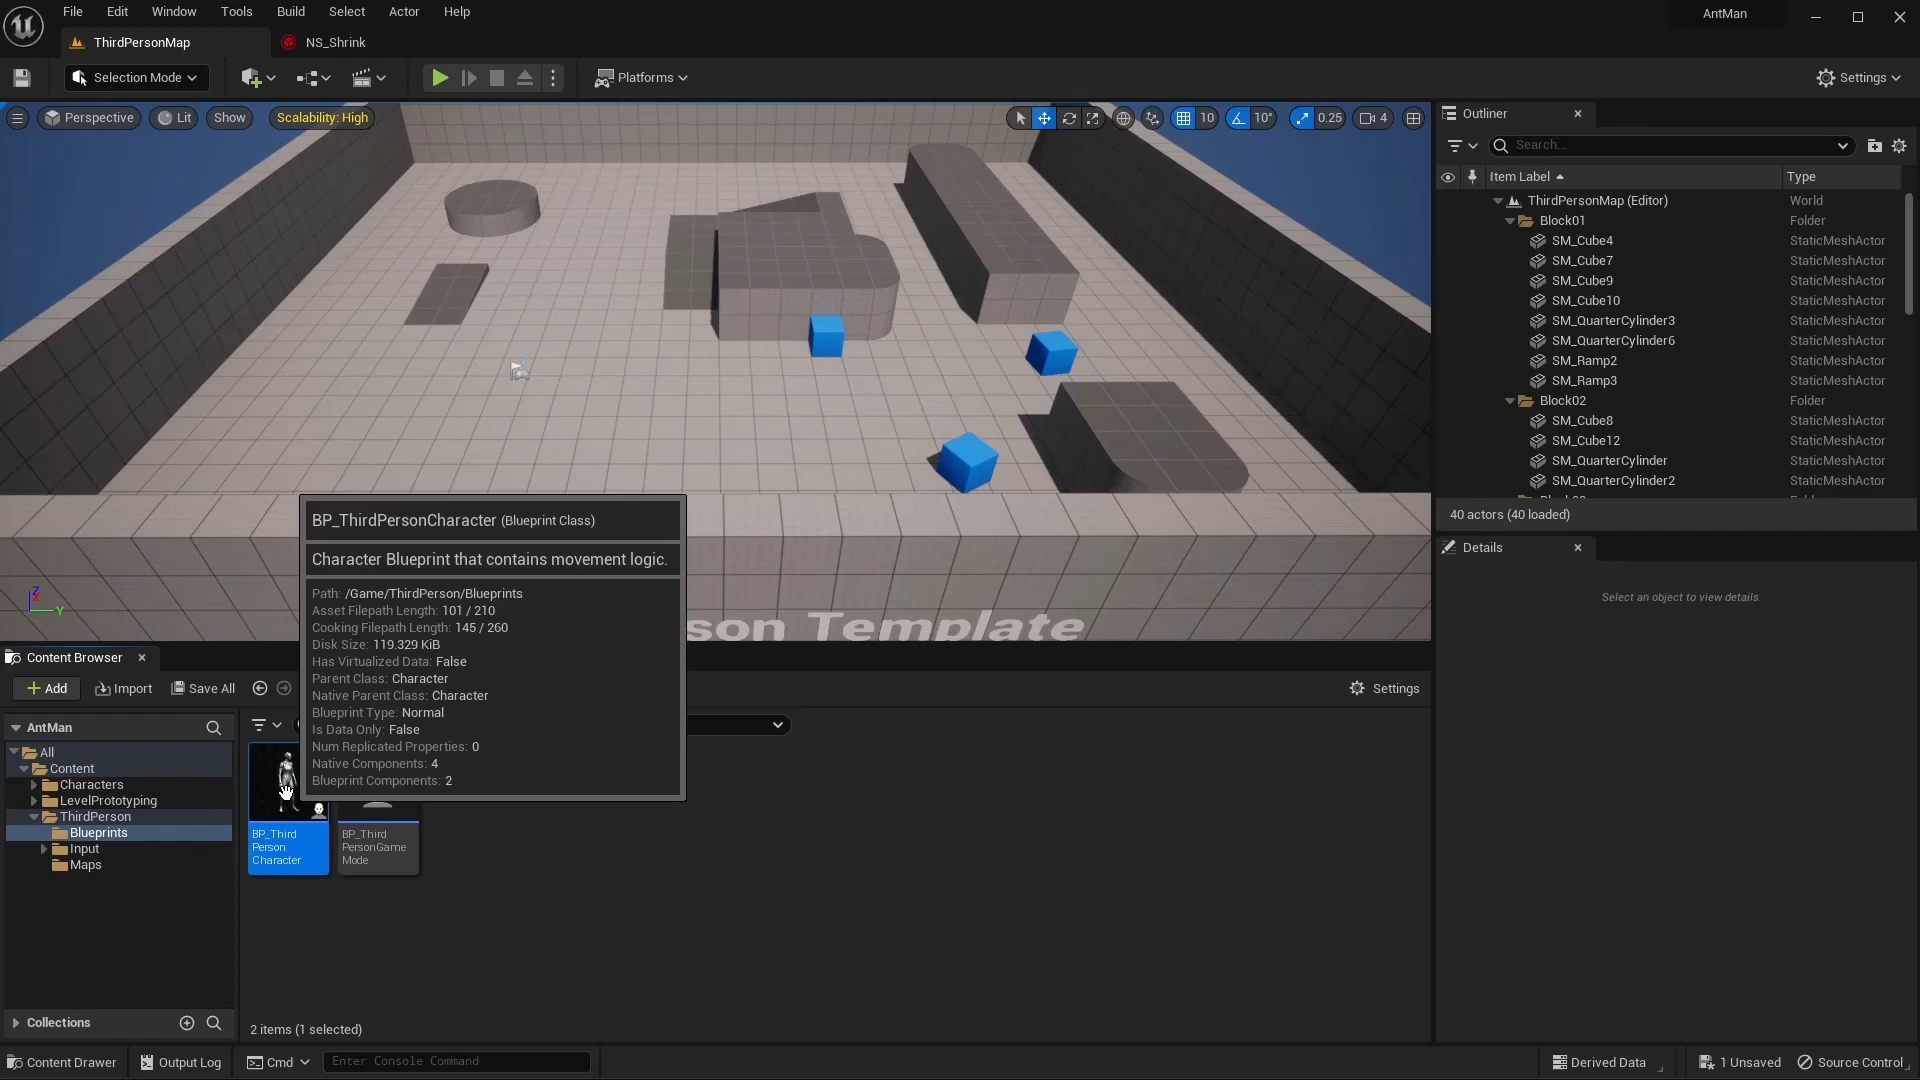 File Edit Window Tools Build Select Actor Help
AntMan
ThirdPersonMap
NS_Shrink
Selection Mode
Platforms
Settings
Perspective
Lit
Show
Scalability: High
10
10°
0.25
4
Outliner
Search...
Item Label
Type
ThirdPersonMap (Editor) World
Block01 Folder
SM_Cube4 StaticMeshActor
SM_Cube7 StaticMeshActor
SM_Cube9 StaticMeshActor
SM_Cube10 StaticMeshActor
SM_QuarterCylinder3 StaticMeshActor
SM_QuarterCylinder6 StaticMeshActor
SM_Ramp2 StaticMeshActor
SM_Ramp3 StaticMeshActor
Block02 Folder
SM_Cube8 StaticMeshActor
SM_Cube12 StaticMeshActor
SM_QuarterCylinder StaticMeshActor
SM_QuarterCylinder2 StaticMeshActor
40 actors (40 loaded)
Details
Select an object to view details.
Z
Y
son Template
BP_ThirdPersonCharacter (Blueprint Class)
Character Blueprint that contains movement logic.
Path: /Game/ThirdPerson/Blueprints
Asset Filepath Length: 101 / 210
Cooking Filepath Length: 145 / 260
Disk Size: 119.329 KiB
Has Virtualized Data: False
Parent Class: Character
Native Parent Class: Character
Blueprint Type: Normal
Is Data Only: False
Num Replicated Properties: 0
Native Components: 4
Blueprint Components: 2
Content Browser
Add
Import
Save All
Settings
AntMan
All
Content
Characters
LevelPrototyping
ThirdPerson
Blueprints
Input
Maps
Collections
BP_Third
Person
Character
BP_Third
PersonGame
Mode
2 items (1 selected)
Content Drawer
Output Log
Cmd
Enter Console Command
Derived Data
1 Unsaved
Source Control